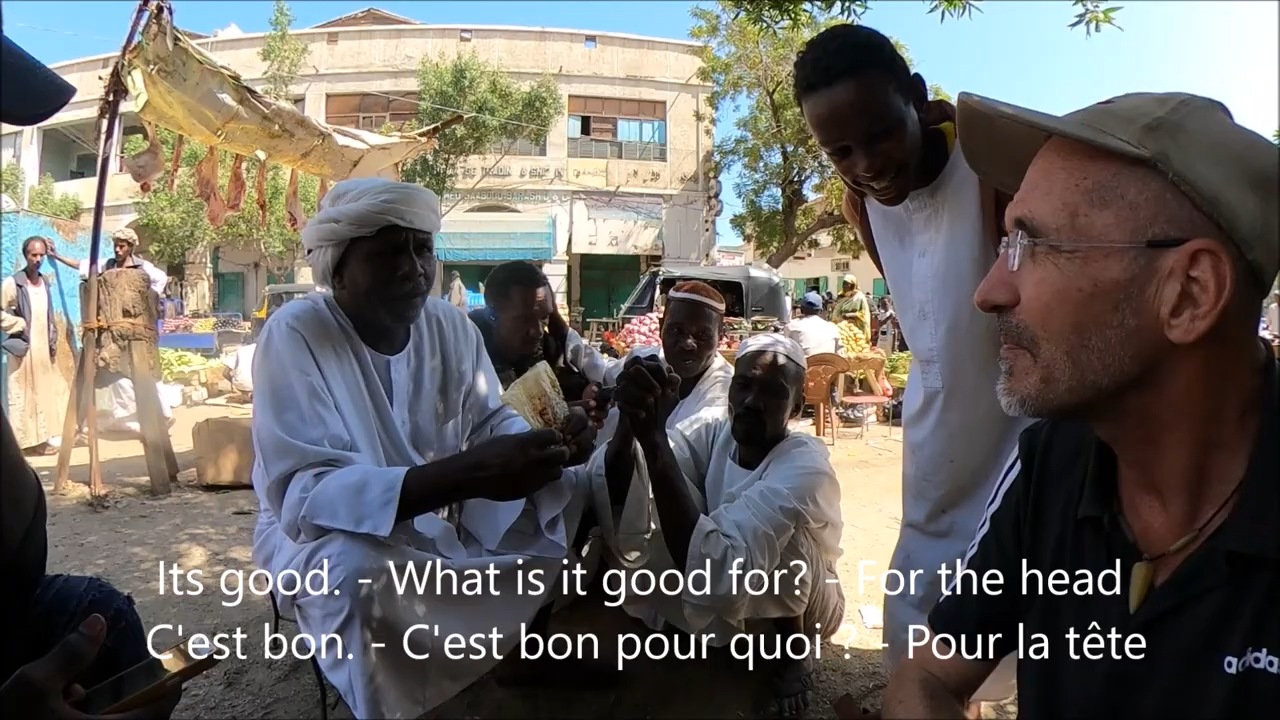 Its good. - What is it good for? - For the head
C'est bon. - C'est bon pour quoi ? - Pour la tête